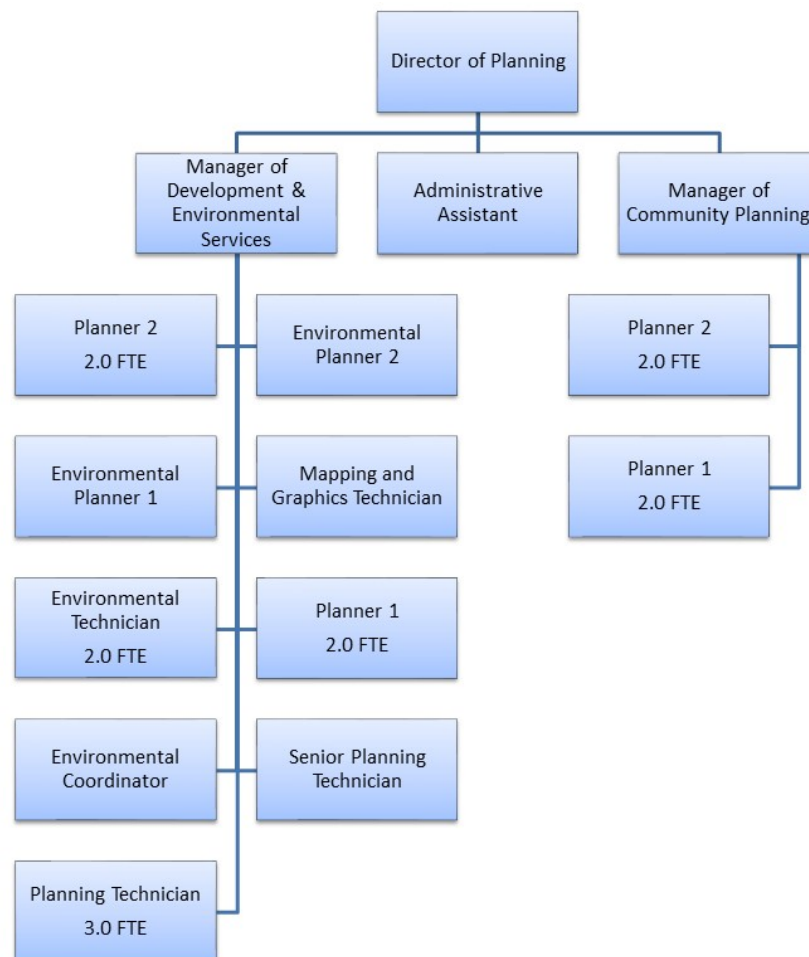 Director of Planning
Manager of
Development &
Environmental
Services
Administrative
Assistant
Manager of
Community Planning
Planner 2
2.0 FTE
Environmental
Planner 2
Planner 2
2.0 FTE
Environmental
Planner 1
Mapping and
Graphics Technician
Planner 1
2.0 FTE
Environmental
Technician
2.0 FTE
Planner 1
2.0 FTE
Environmental
Coordinator
Senior Planning
Technician
Planning Technician
3.0 FTE